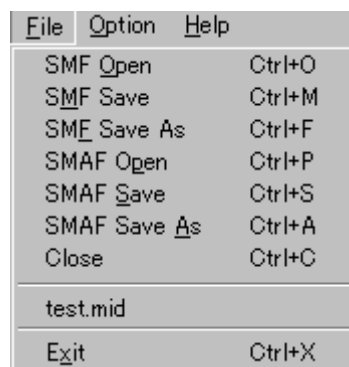 File Option Help
SMF Open Ctrl+O
SMF Save Ctrl+M
SMF Save As Ctrl+F
SMAF Open Ctrl+P
SMAF Save Ctrl+S
SMAF Save As Ctrl+A
Close Ctrl+C
test.mid
Exit Ctrl+X